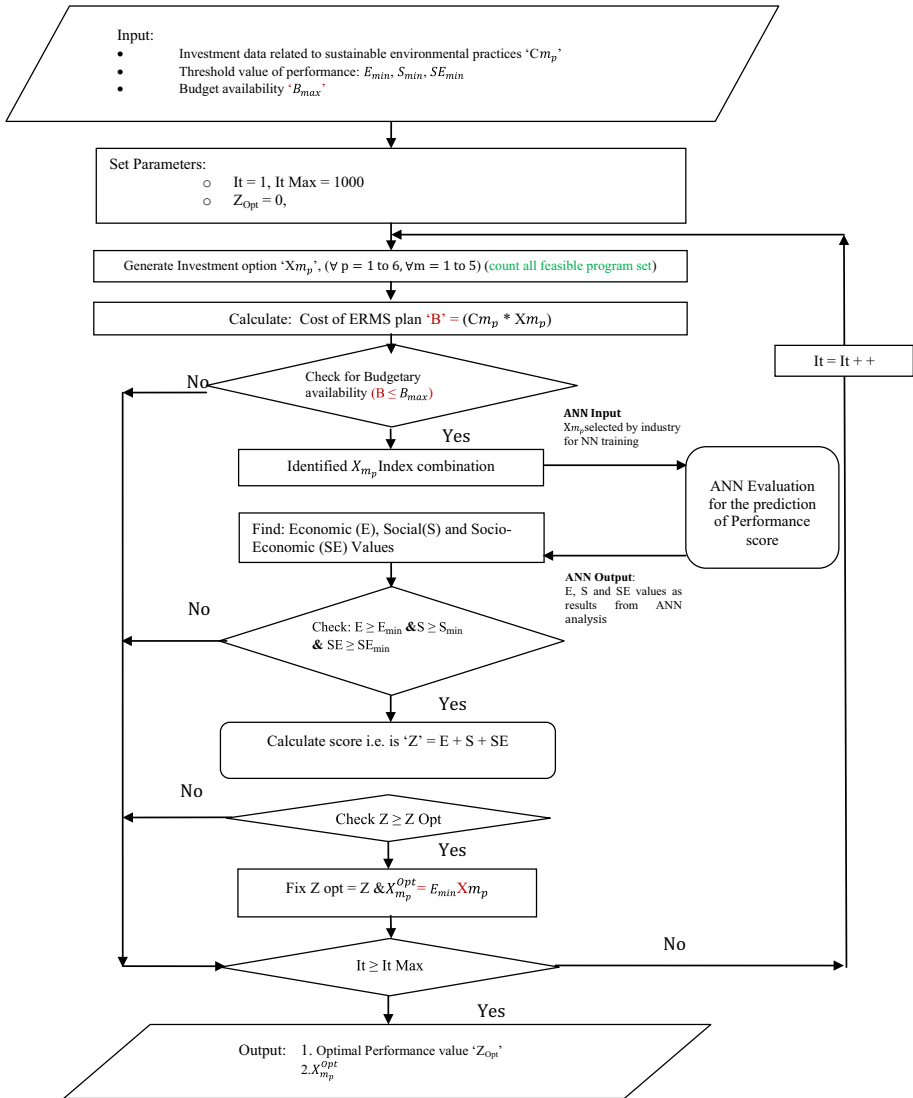 Input:
• Investment data related to sustainable environmental practices ‘Cm_p’
• Threshold value of performance: E_min, S_min, SE_min
• Budget availability ‘B_max’
Set Parameters:
o It = 1, It Max = 1000
o Z_Opt = 0,
Generate Investment option ‘Xm_p’, (∀ p = 1 to 6, ∀m = 1 to 5) (count all feasible program set)
Calculate: Cost of ERMS plan ‘B’ = (Cm_p * Xm_p)
It = It + +
No
Check for Budgetary
availability (B ≤ B_max)
Yes
ANN Input
Xm_p selected by industry
for NN training
Identified X_m_p Index combination
ANN Evaluation
for the prediction
of Performance
score
Find: Economic (E), Social(S) and Socio-
Economic (SE) Values
ANN Output:
E, S and SE values as
results from ANN
analysis
No
Check: E ≥ E_min &S ≥ S_min
& SE ≥ SE_min
Yes
Calculate score i.e. is ‘Z’ = E + S + SE
No
Check Z ≥ Z Opt
Yes
Fix Z opt = Z &X_m_p^Opt = E_min Xm_p
No
It ≥ It Max
Yes
Output: 1. Optimal Performance value ‘Z_Opt’
2.X_m_p^Opt